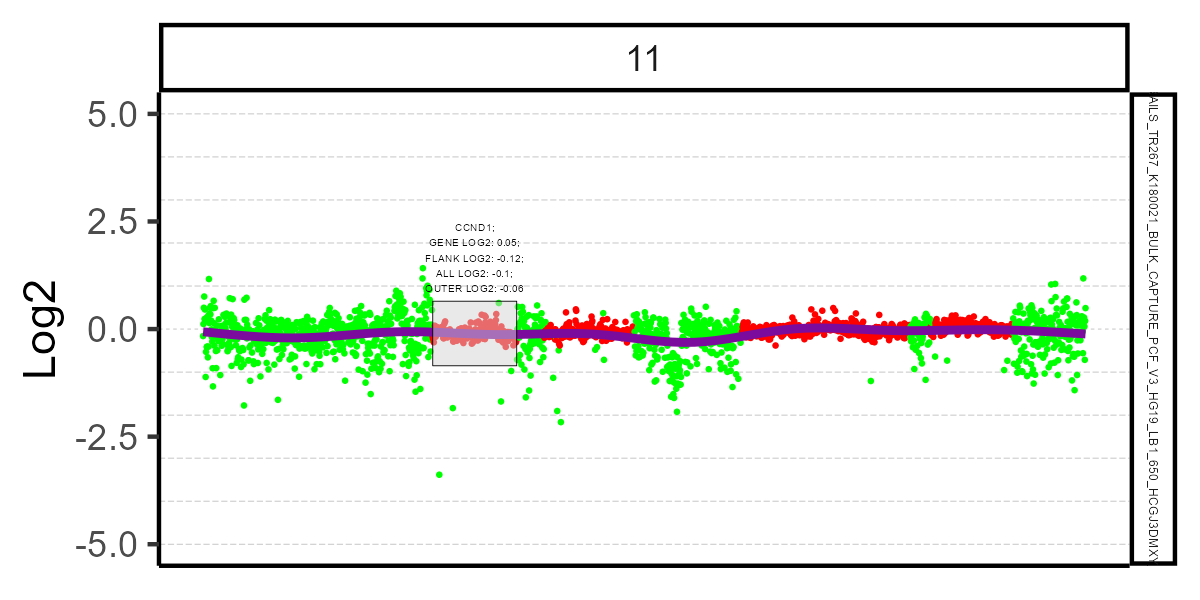 11
5.0
2.5
0.0
-2.5
-5.0
Log2
CCND1;
GENE LOG2: 0.05;
FLANK LOG2: -0.12;
ALL LOG2: -0.1;
OUTER LOG2: -0.06
AILS_TR267_K180021_BULK_CAPTURE_PCF_V3_HG19_LB1_650_HCGJ3DMXY